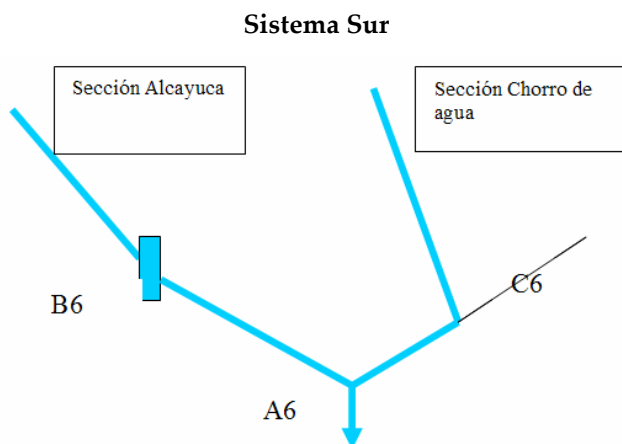 Sistema Sur
Sección Alcayuca
Sección Chorro de
agua
B6
C6
A6